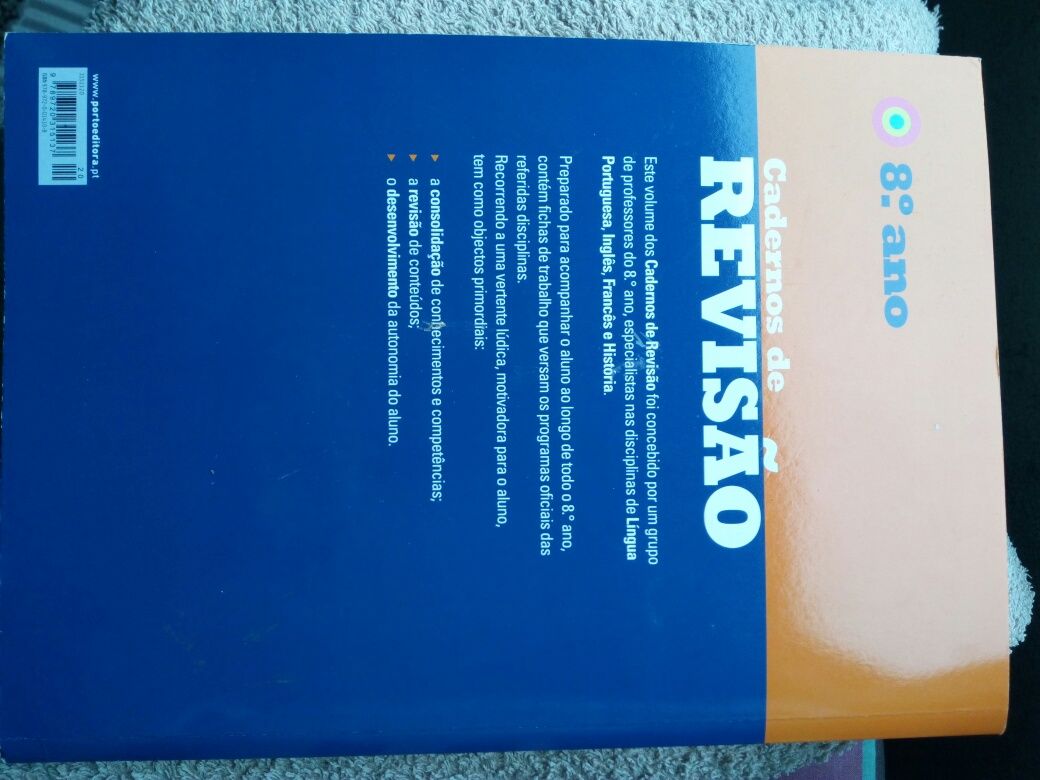 8.º ano
Cadernos de
REVISÃO
Este volume dos Cadernos de Revisão foi concebido por um grupo
de professores do 8.º ano, especialistas nas disciplinas de Língua
Portuguesa, Inglês, Francês e História.
Preparado para acompanhar o aluno ao longo de todo o 8.º ano,
contém fichas de trabalho que versam os programas oficiais das
referidas disciplinas.
Recorrendo a uma vertente lúdica, motivadora para o aluno,
tem como objectos primordiais:
a consolidação de conhecimentos e competências;
a revisão de conteúdos;
o desenvolvimento da autonomia do aluno.
www.portoeditora.pt
20
9 789720 315137